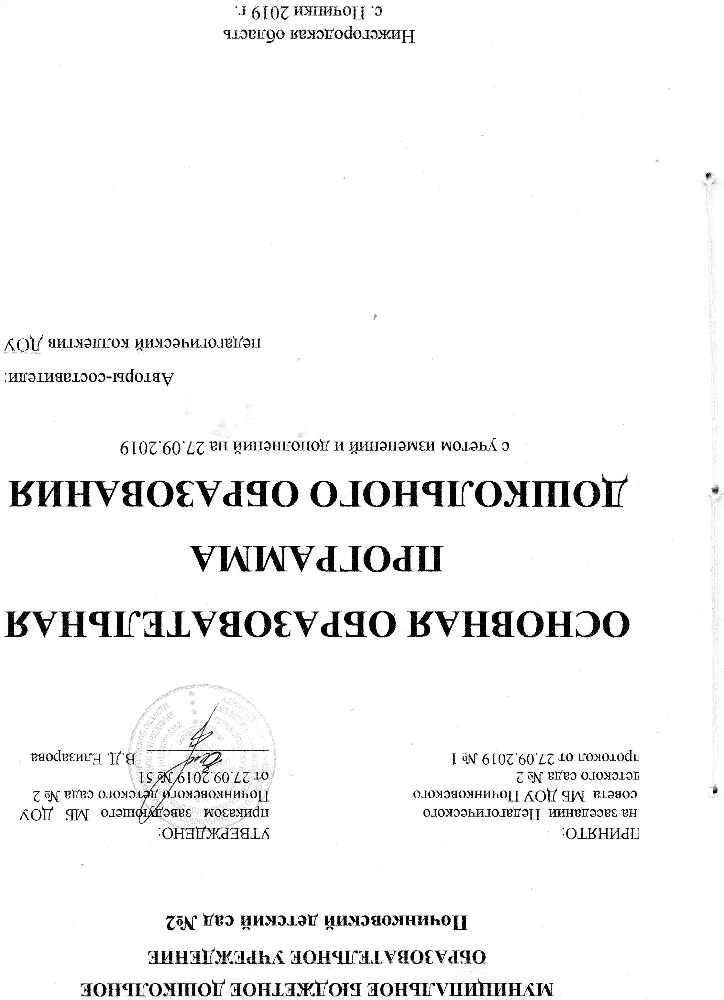 МУНИЦИПАЛЬНОЕ БЮДЖЕТНОЕ ДОШКОЛЬНОЕ
ОБРАЗОВАТЕЛЬНОЕ УЧРЕЖДЕНИЕ
Починковский детский сад №2
ПРИНЯТО:
на заседании Педагогического
совета МБ ДОУ Починковского
детского сада № 2
протокол от 27.09.2019 № 1
УТВЕРЖДЕНО:
приказом заведующего МБ ДОУ
Починковского детского сада № 2
от 27.09.2019 № 51
В.Д. Елизарова
ОСНОВНАЯ ОБРАЗОВАТЕЛЬНАЯ
ПРОГРАММА
ДОШКОЛЬНОГО ОБРАЗОВАНИЯ
с учетом изменений и дополнений на 27.09.2019
Авторы-составители:
педагогический коллектив ДОУ
Нижегородская область
с. Починки 2019 г.